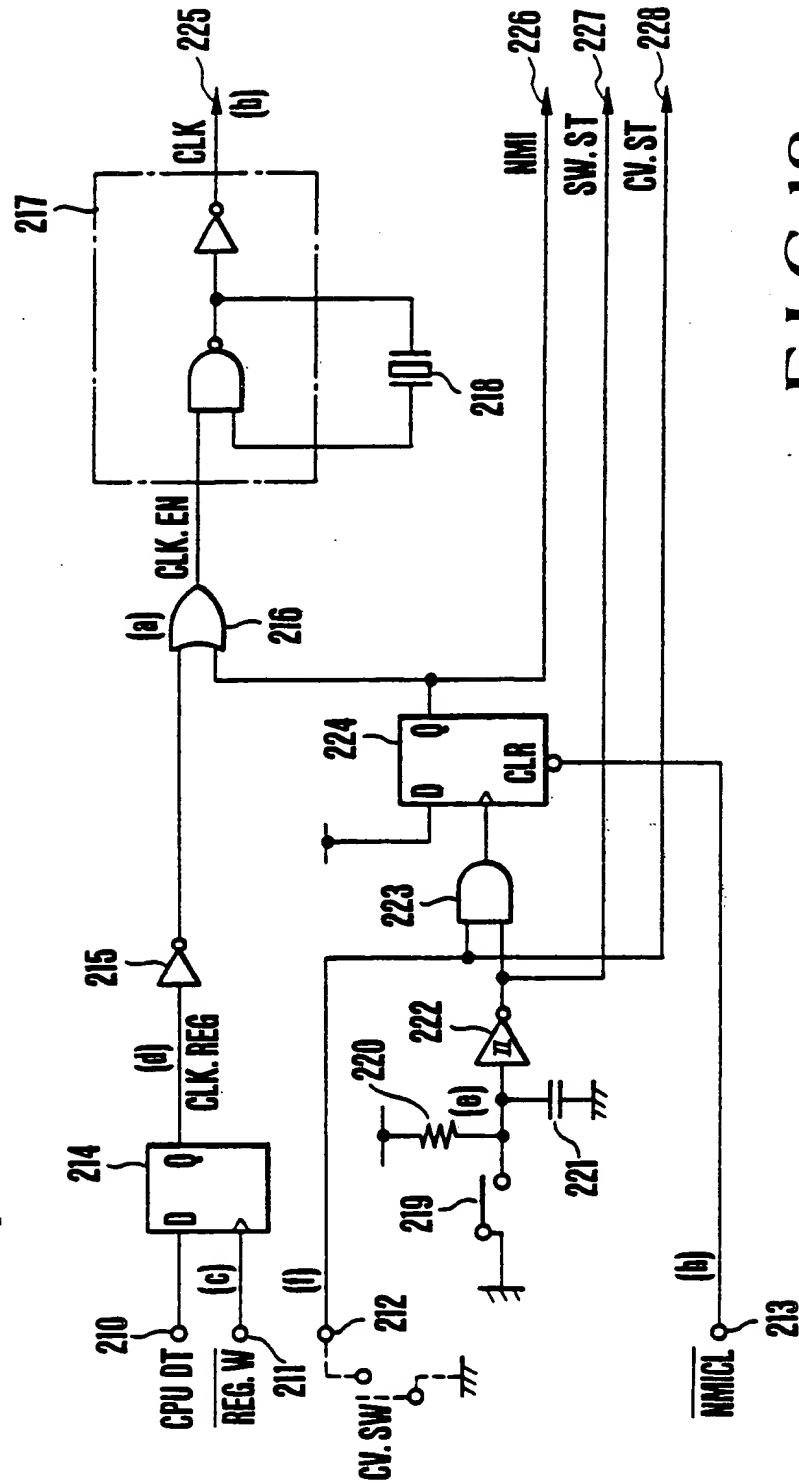 CPU DT
210
REG. W
211
(c)
214
D
Q
(d)
CLK. REG
215
(a)
216
CLK. EN
217
218
CLK
225
(b)
CV. SW
212
(f)
219
220
(e)
221
222
223
224
D
Q
CLR
NMI
226
SW. ST
227
CV. ST
228
NMICL
213
(h)